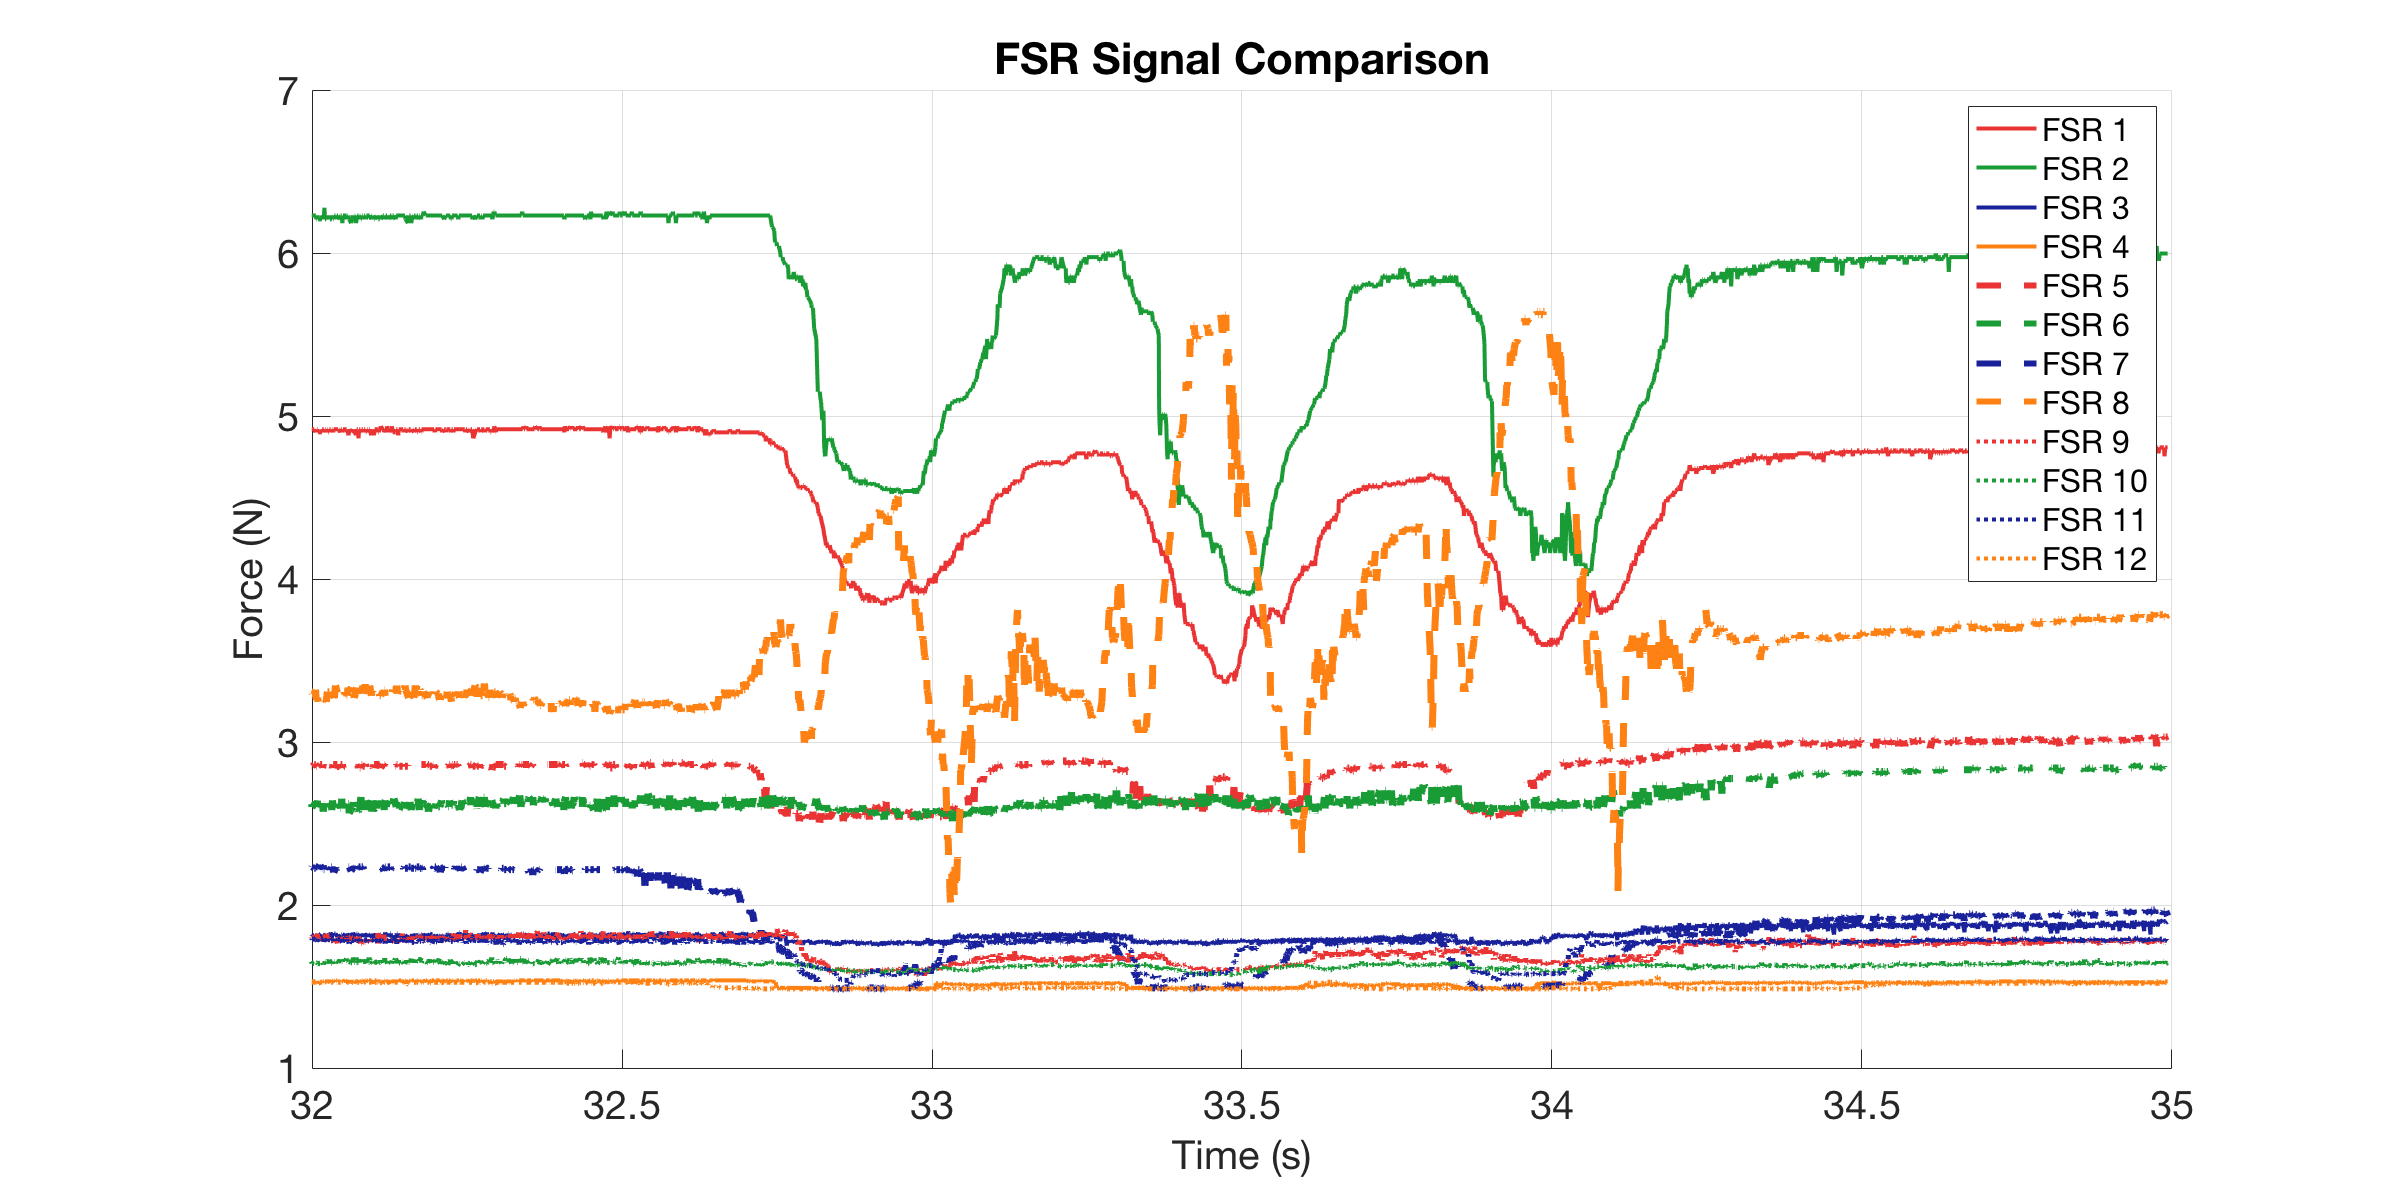 FSR Signal Comparison
7
6
5
4
3
2
1
Force (N)
32
32.5
33
33.5
34
34.5
35
Time (s)
FSR 1
FSR 2
FSR 3
FSR 4
FSR 5
FSR 6
FSR 7
FSR 8
FSR 9
FSR 10
FSR 11
FSR 12